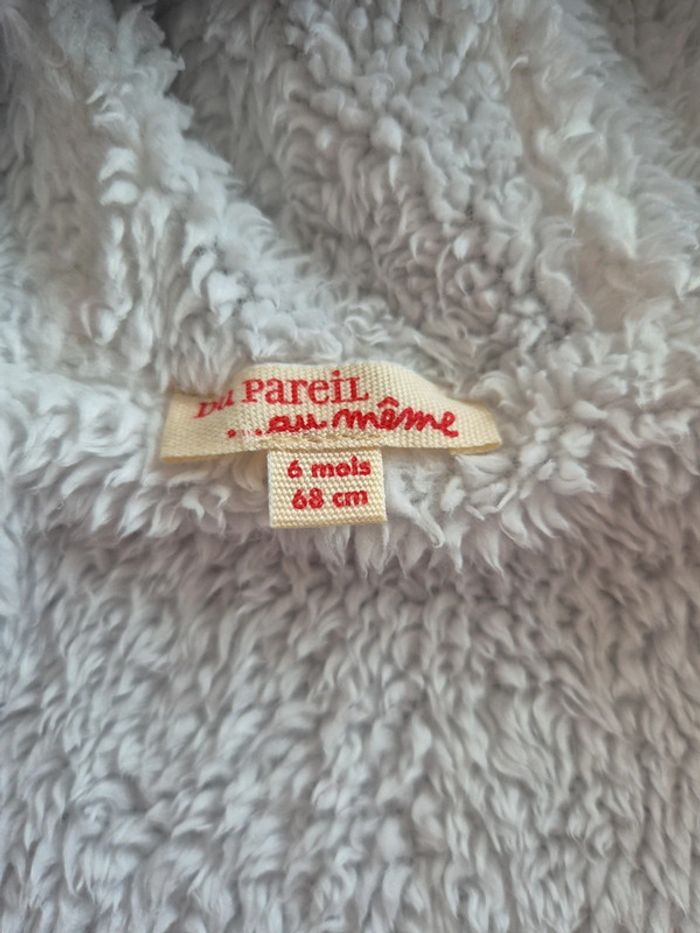 Du PareiL
...au même
6 mois
68 cm